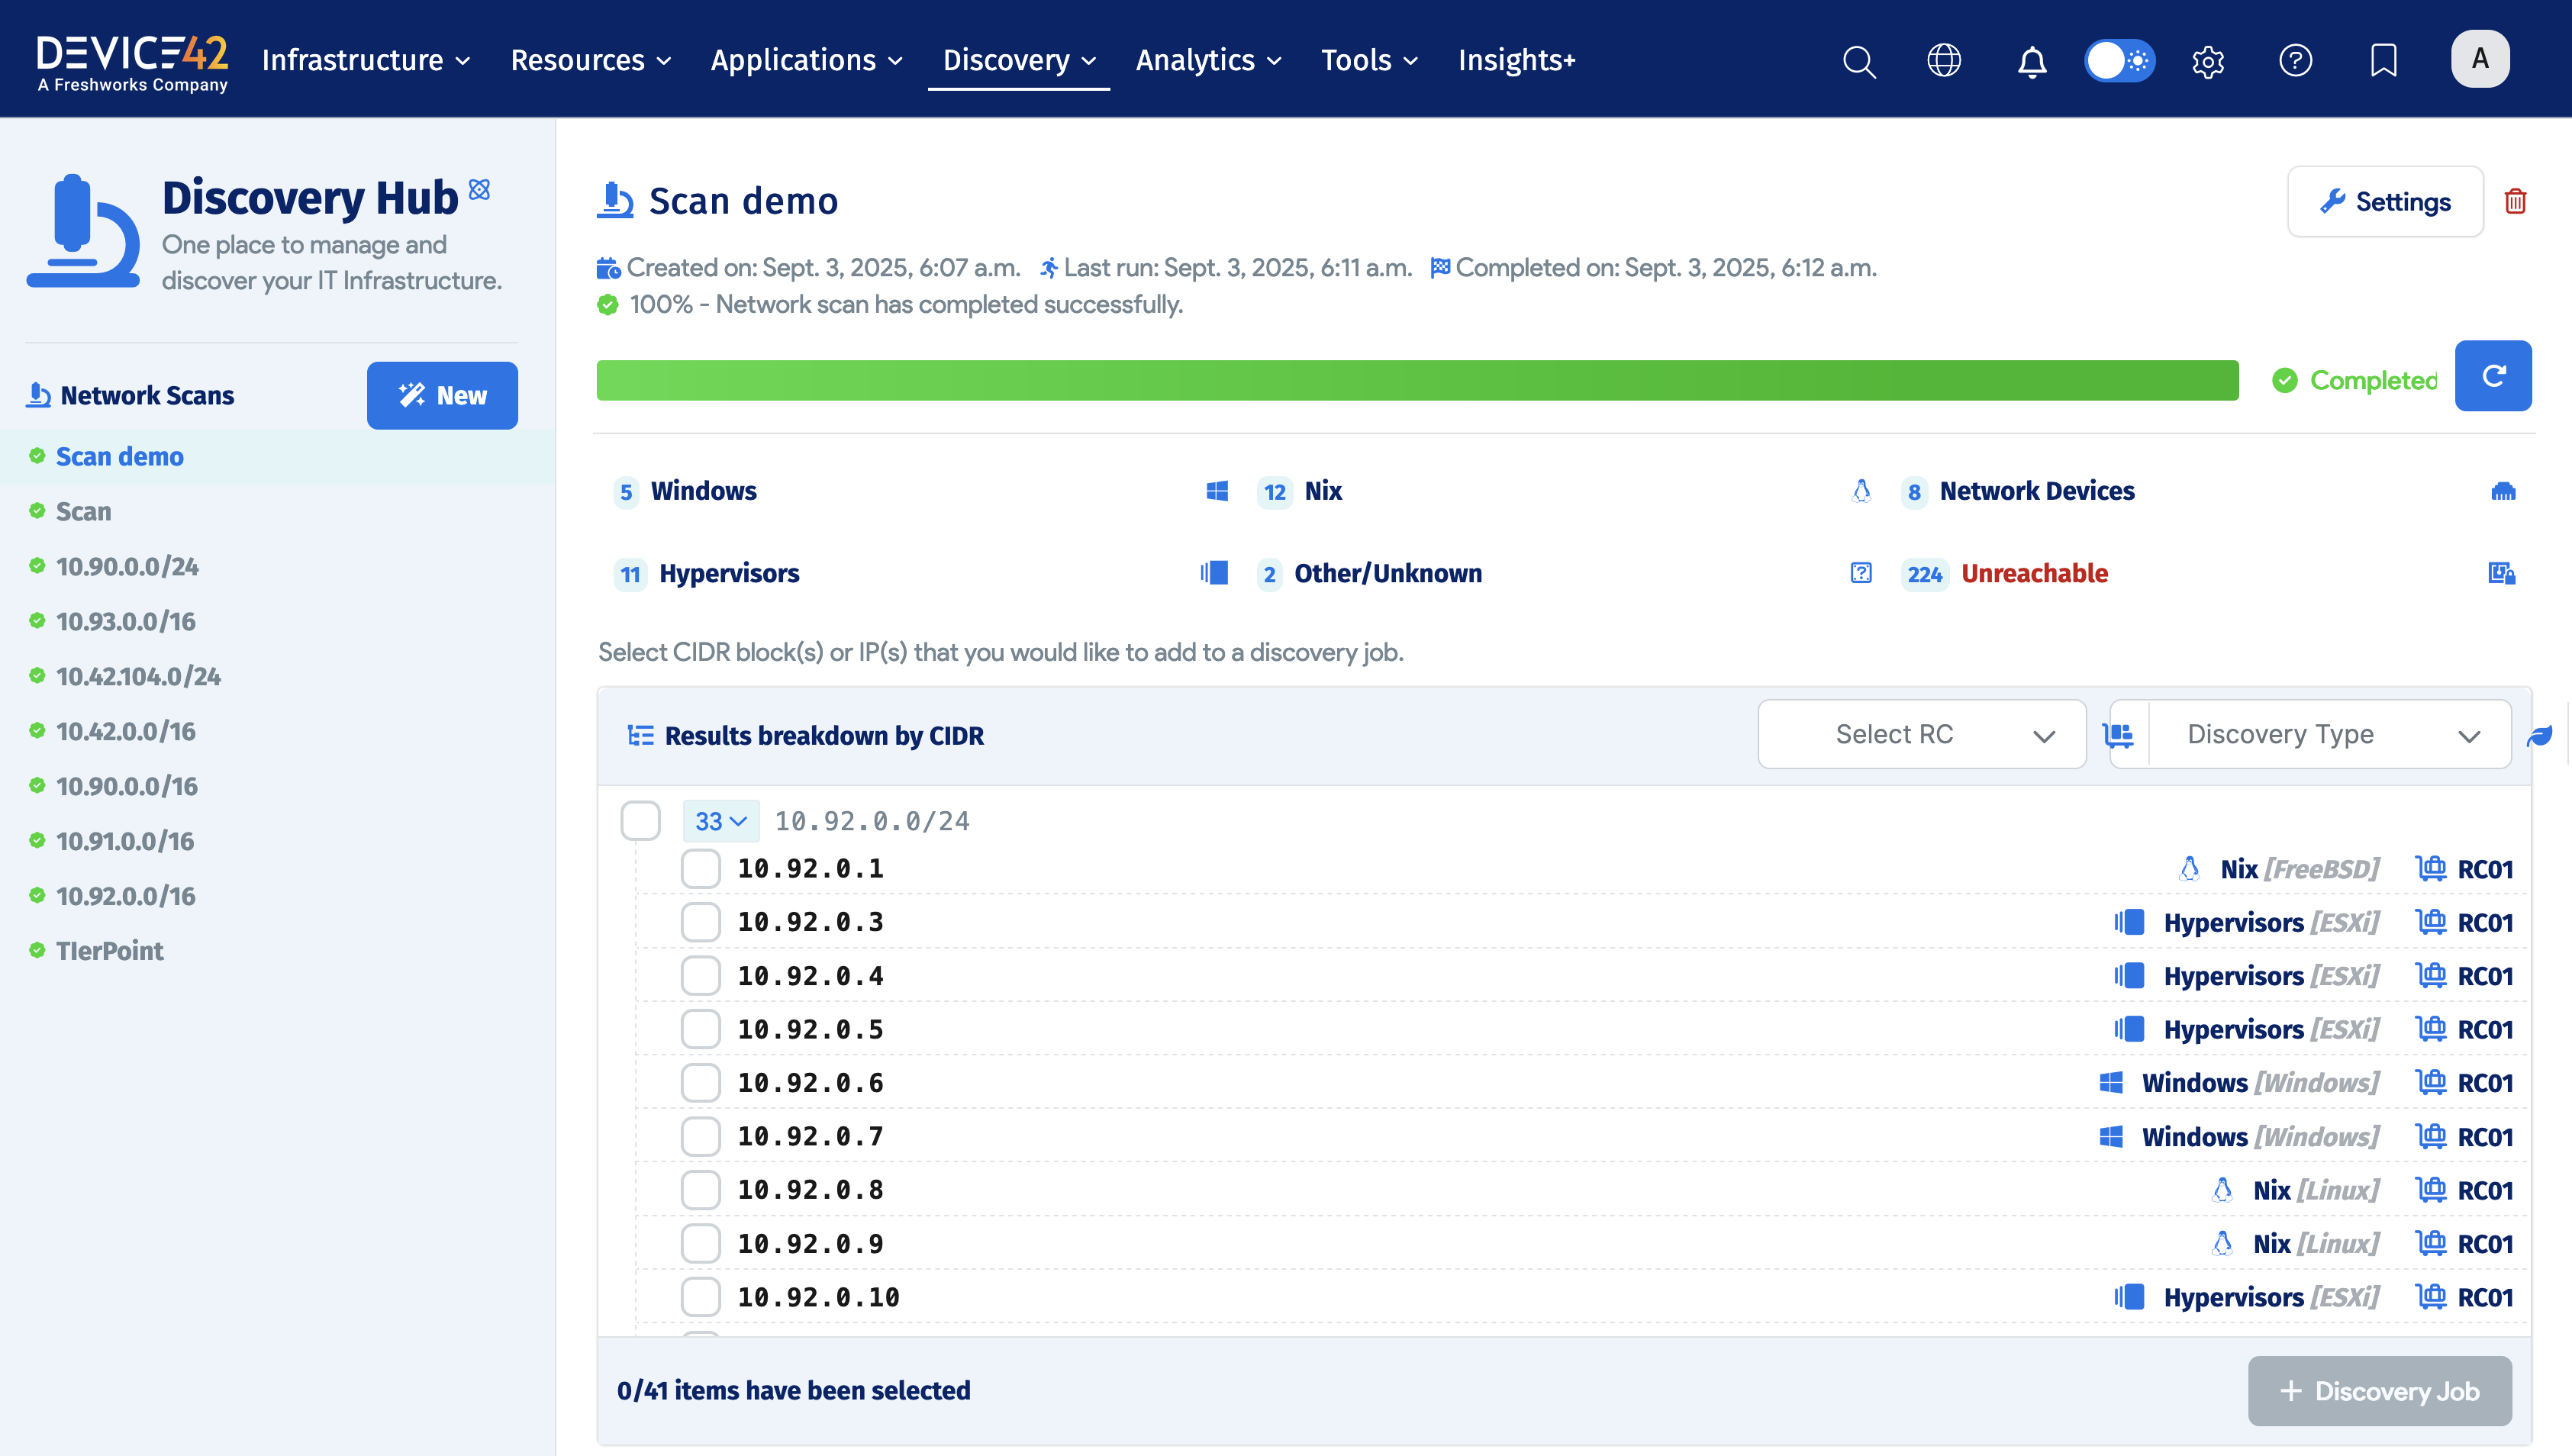 DEVICE42
A Freshworks Company
Infrastructure
Resources
Applications
Discovery
Analytics
Tools
Insights+
A
Discovery Hub
One place to manage and
discover your IT Infrastructure.
Network Scans
New
Scan demo
Scan
10.90.0.0/24
10.93.0.0/16
10.42.104.0/24
10.42.0.0/16
10.90.0.0/16
10.91.0.0/16
10.92.0.0/16
TIerPoint
Scan demo
Settings
Created on: Sept. 3, 2025, 6:07 a.m. Last run: Sept. 3, 2025, 6:11 a.m. Completed on: Sept. 3, 2025, 6:12 a.m.
100% - Network scan has completed successfully.
Completed
5 Windows
12 Nix
8 Network Devices
11 Hypervisors
2 Other/Unknown
224 Unreachable
Select CIDR block(s) or IP(s) that you would like to add to a discovery job.
Results breakdown by CIDR
Select RC
Discovery Type
33 10.92.0.0/24
10.92.0.1 Nix [FreeBSD] RC01
10.92.0.3 Hypervisors [ESXi] RC01
10.92.0.4 Hypervisors [ESXi] RC01
10.92.0.5 Hypervisors [ESXi] RC01
10.92.0.6 Windows [Windows] RC01
10.92.0.7 Windows [Windows] RC01
10.92.0.8 Nix [Linux] RC01
10.92.0.9 Nix [Linux] RC01
10.92.0.10 Hypervisors [ESXi] RC01
0/41 items have been selected
+ Discovery Job